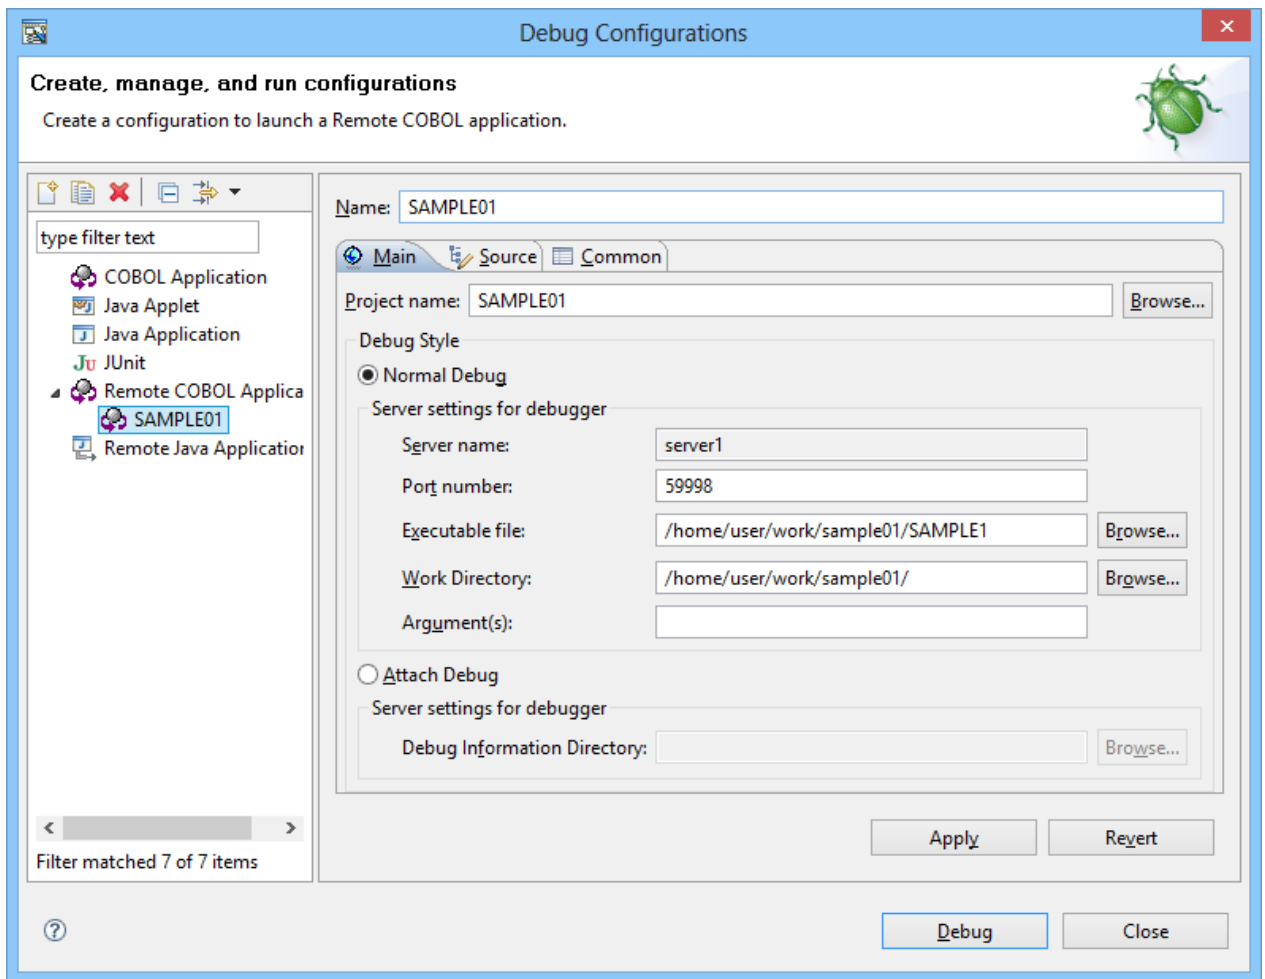 Debug Configurations
Create, manage, and run configurations
Create a configuration to launch a Remote COBOL application.
type filter text
COBOL Application
Java Applet
Java Application
JU JUnit
Remote COBOL Applica
SAMPLE01
Remote Java Application
Filter matched 7 of 7 items
Name: SAMPLE01
Main Source Common
Project name: SAMPLE01 Browse...
Debug Style
Normal Debug
Server settings for debugger
Server name: server1
Port number: 59998
Executable file: /home/user/work/sample01/SAMPLE1 Browse...
Work Directory: /home/user/work/sample01/ Browse...
Argument(s):
Attach Debug
Server settings for debugger
Debug Information Directory: Browse...
Apply Revert
Debug Close